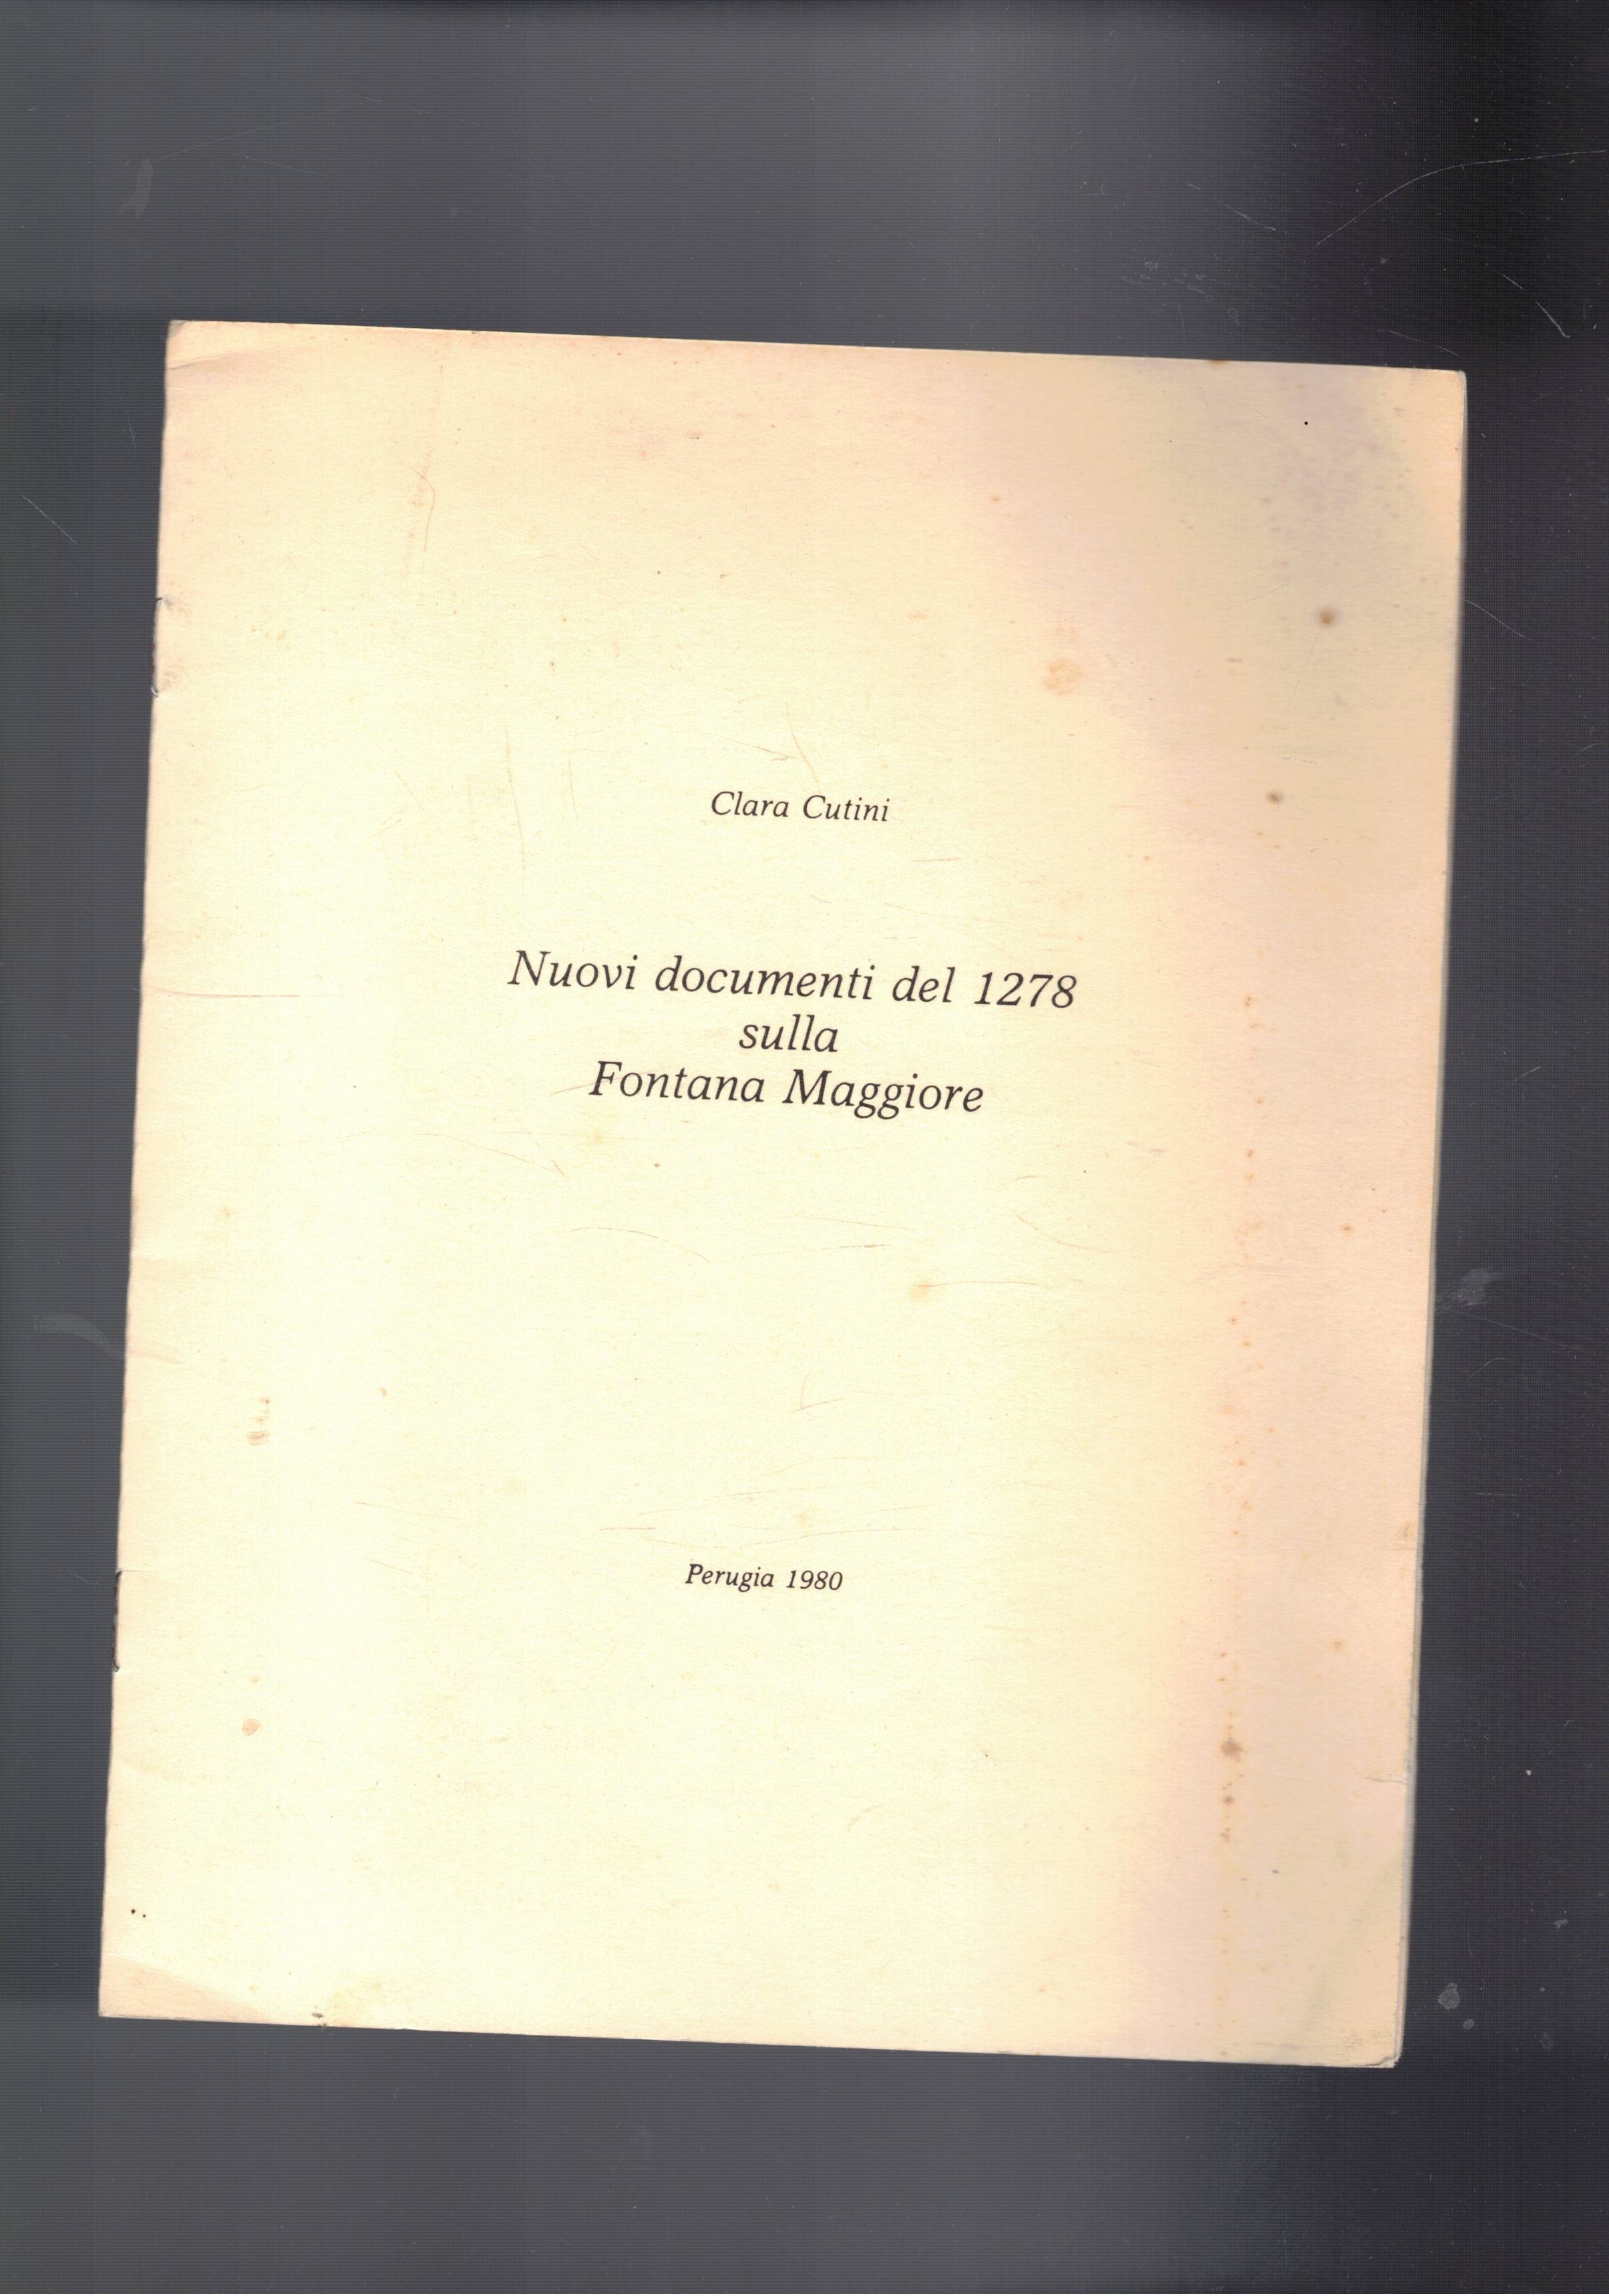 Clara Cutini
Nuovi documenti del 1278
sulla
Fontana Maggiore
Perugia 1980